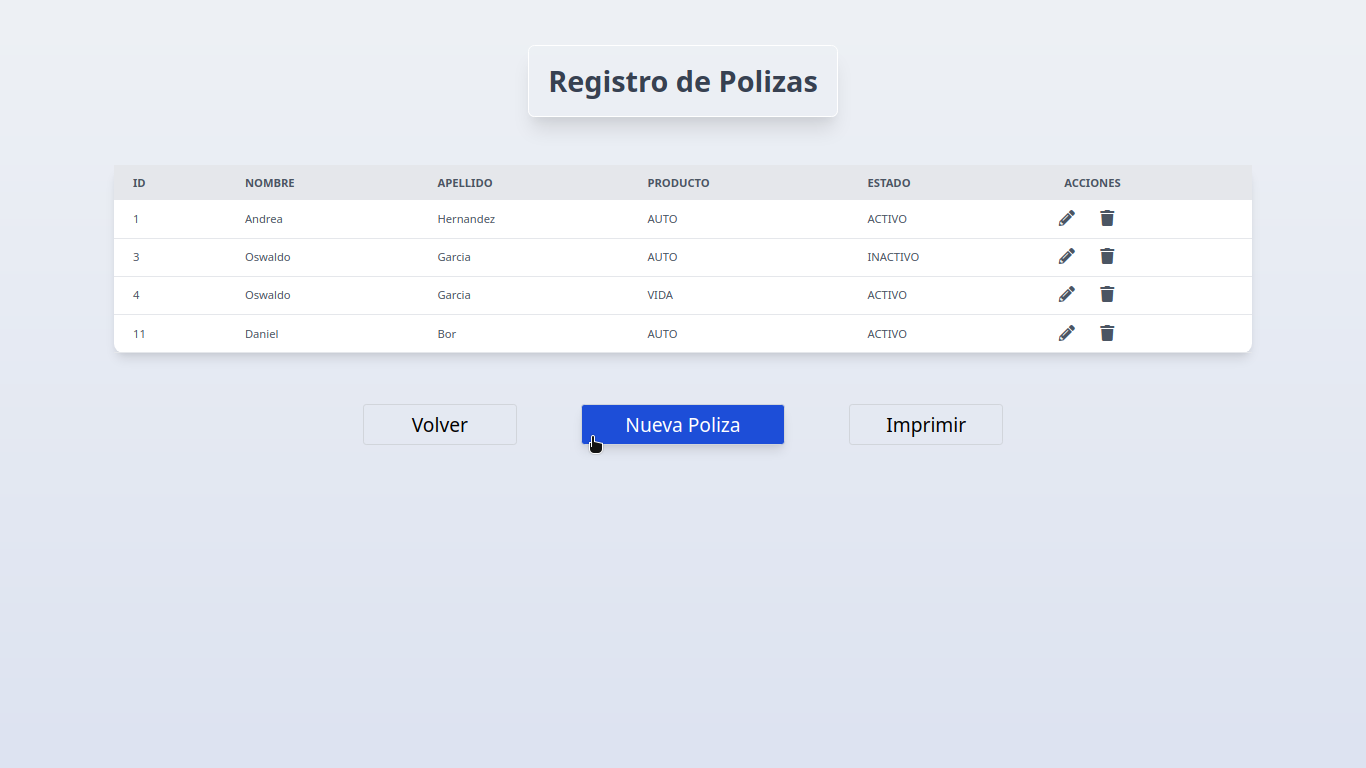 Registro de Polizas
ID NOMBRE APELLIDO PRODUCTO ESTADO ACCIONES
1 Andrea Hernandez AUTO ACTIVO
3 Oswaldo Garcia AUTO INACTIVO
4 Oswaldo Garcia VIDA ACTIVO
11 Daniel Bor AUTO ACTIVO
Volver Nueva Poliza Imprimir